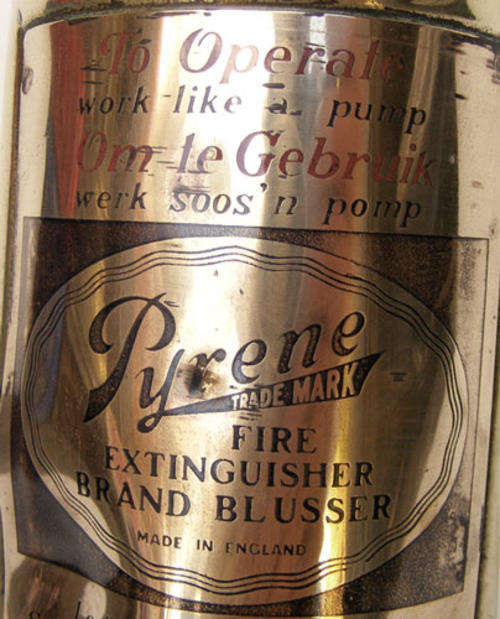 To Operate
work like a pump
Om te Gebruik
werk soos 'n pomp
Pyrene
TRADE MARK
FIRE
EXTINGUISHER
BRAND BLUSSER
MADE IN ENGLAND